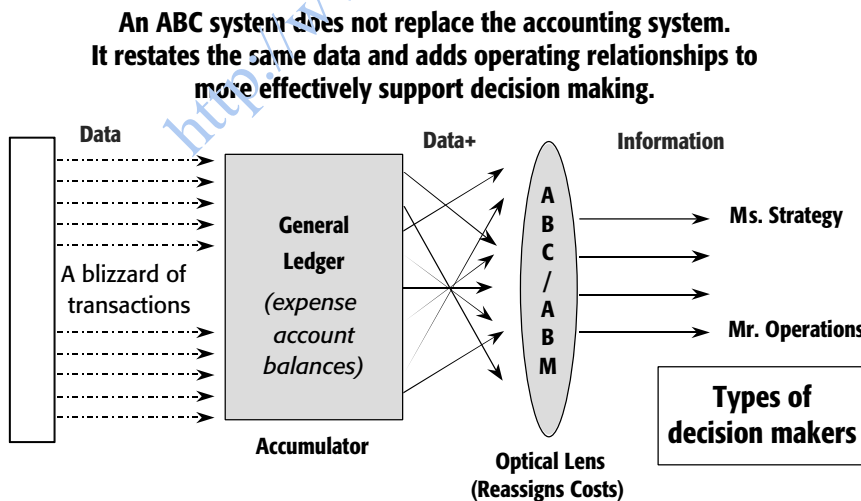 An ABC system does not replace the accounting system.
It restates the same data and adds operating relationships to
more effectively support decision making.
http://w
Data
Data+
Information
A blizzard of
transactions
General
Ledger
(expense
account
balances)
Accumulator
A
B
C
/
A
B
M
Optical Lens
(Reassigns Costs)
Ms. Strategy
Mr. Operations
Types of
decision makers